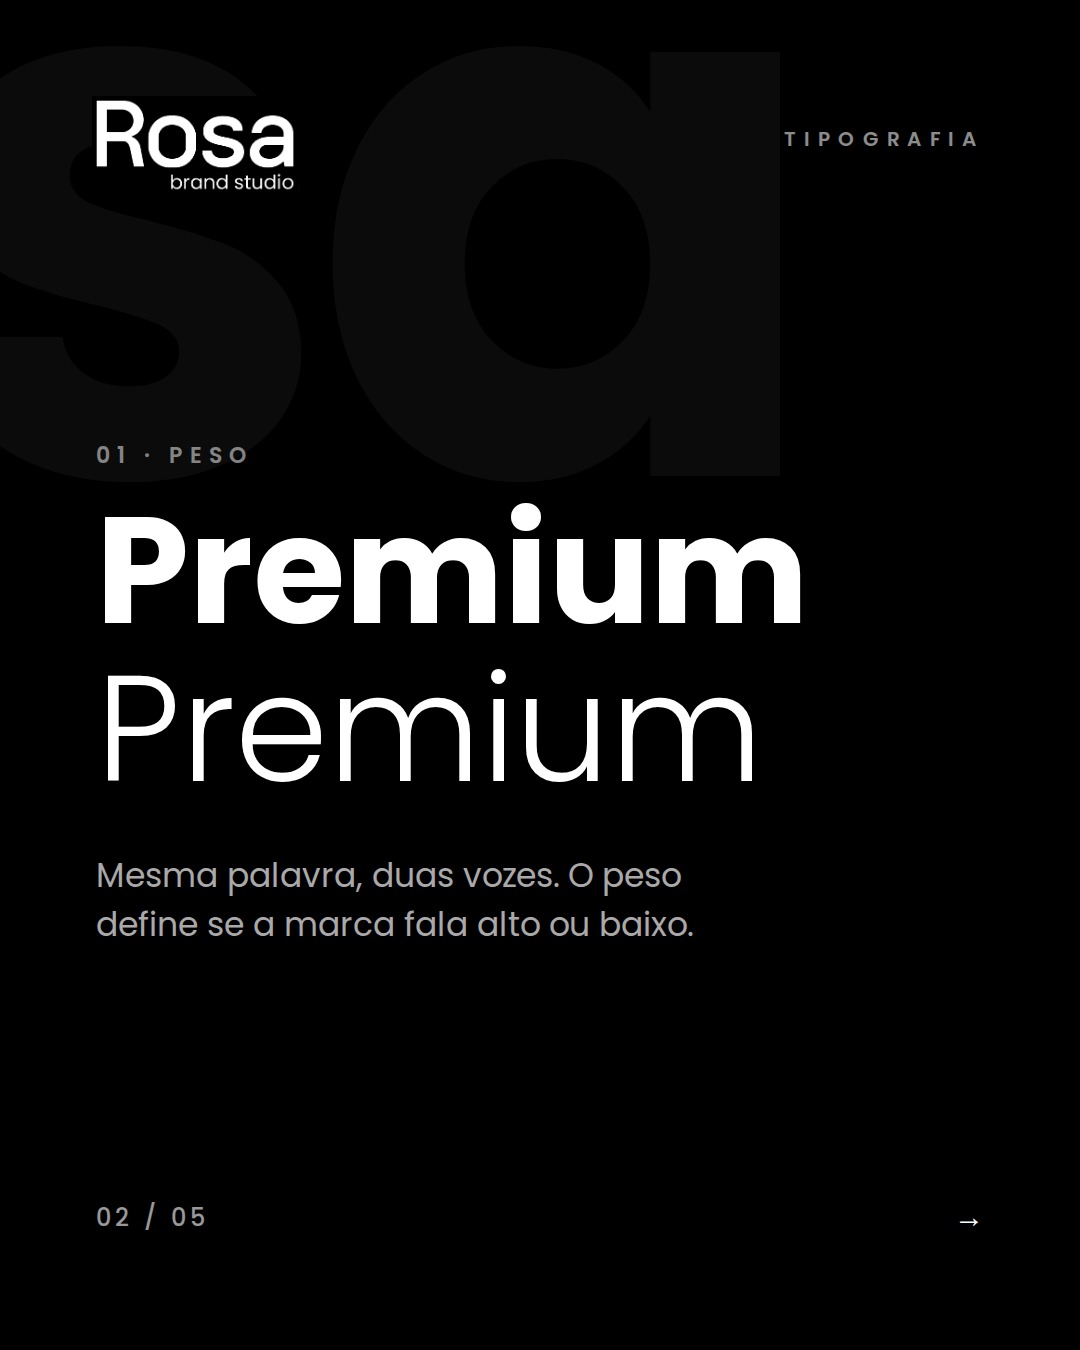 sa
Rosa
brand studio
TIPOGRAFIA
01 · PESO
Premium
Premium
Mesma palavra, duas vozes. O peso
define se a marca fala alto ou baixo.
02 / 05
→